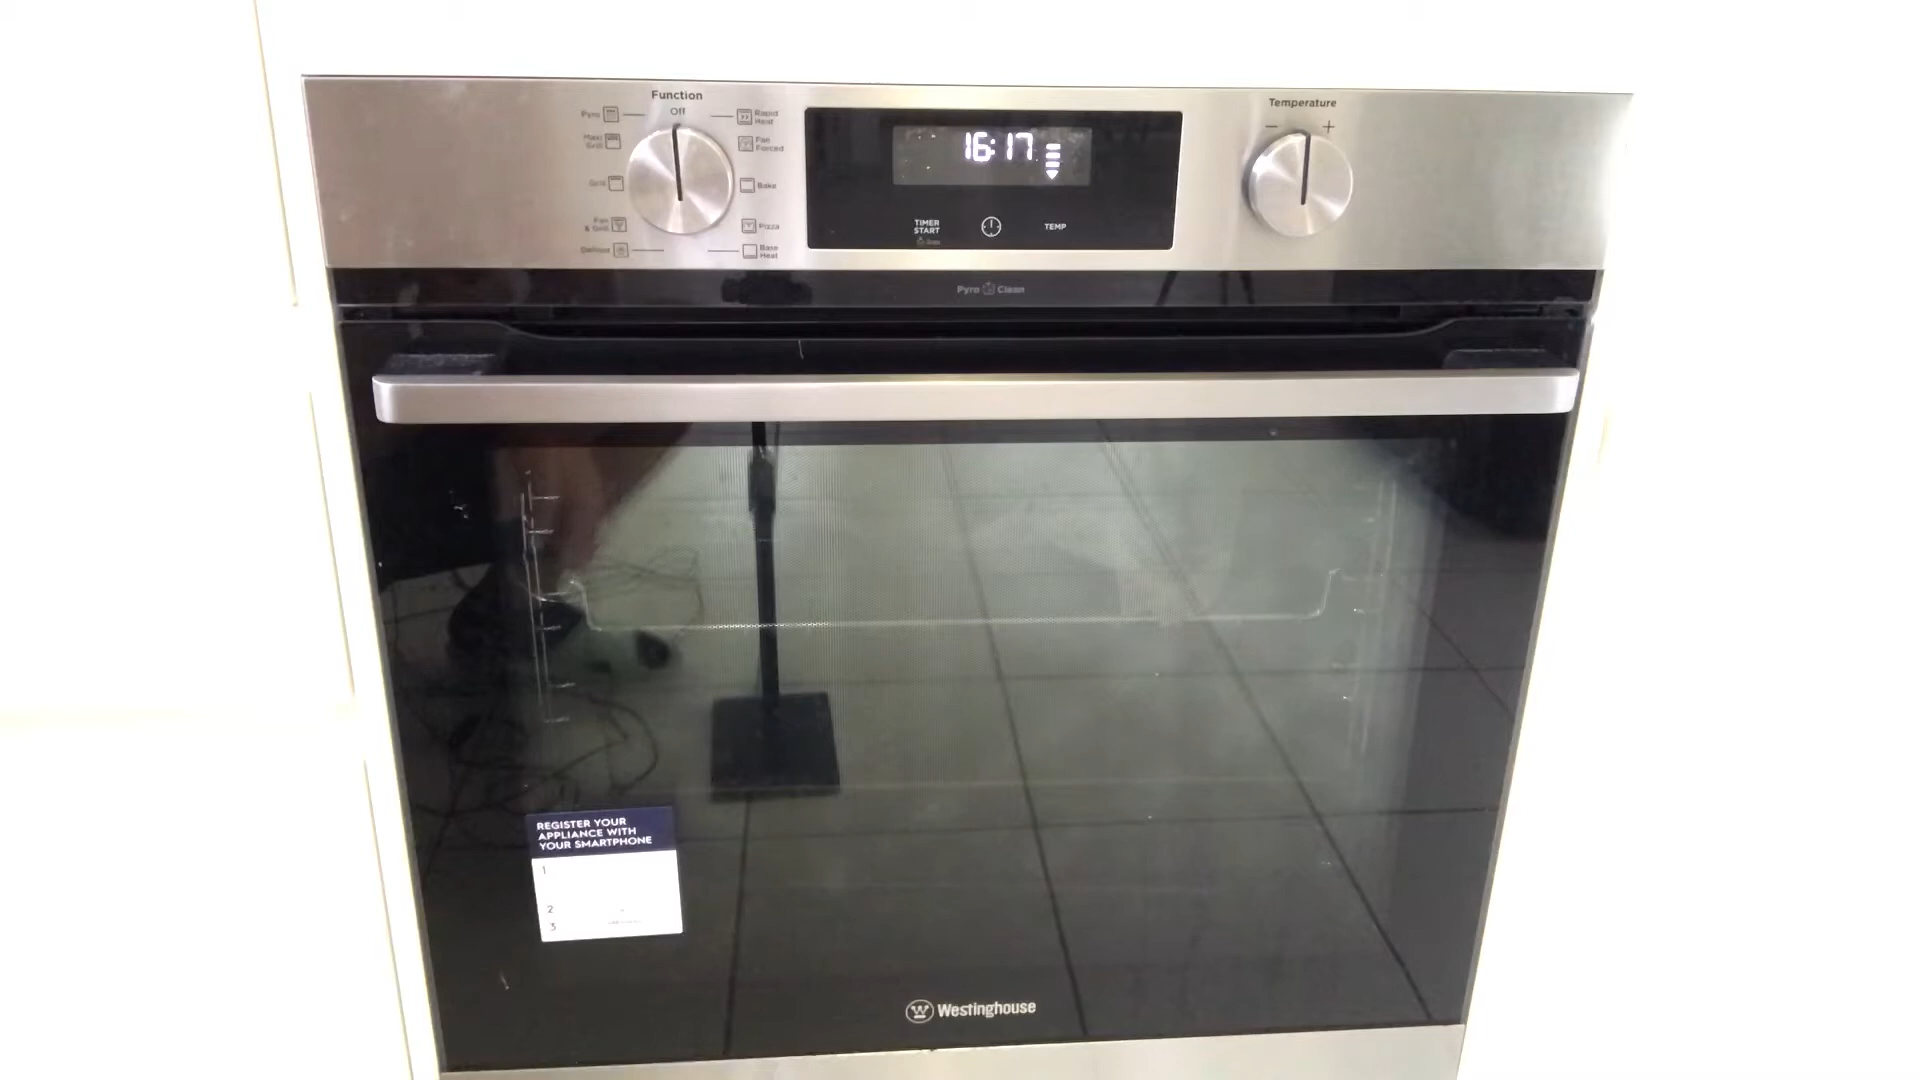 Function
Off
Pyro
Rapid
Heat
Maxi
Grill
Fan
Forced
Grill
Bake
Fan
& Grill
Pizza
Defrost
Base
Heat
16:17
TIMER
START
TEMP
Temperature
- +
Pyro Clean
REGISTER YOUR
APPLIANCE WITH
YOUR SMARTPHONE
1
2
3
Westinghouse